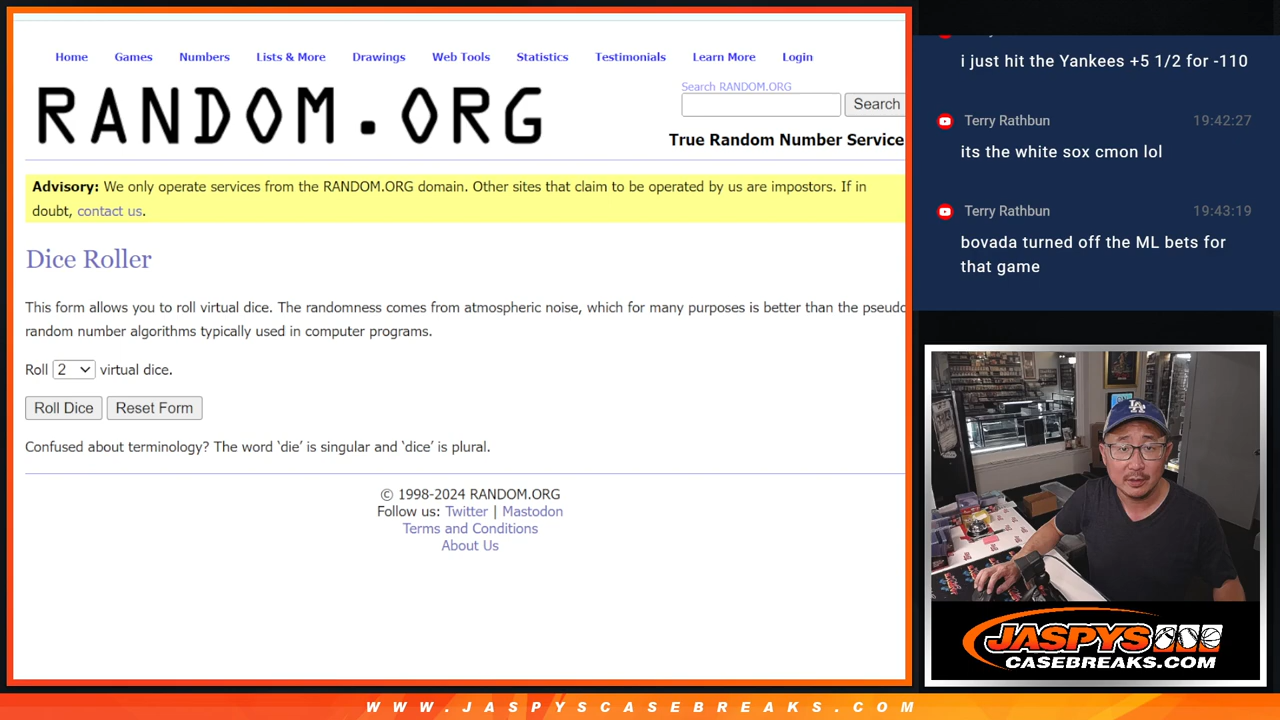 Home Games Numbers Lists & More Drawings Web Tools Statistics Testimonials Learn More Login
RANDOM.ORG
Search RANDOM.ORG
Search
True Random Number Service
Advisory: We only operate services from the RANDOM.ORG domain. Other sites that claim to be operated by us are impostors. If in
doubt, contact us.
Dice Roller
This form allows you to roll virtual dice. The randomness comes from atmospheric noise, which for many purposes is better than the pseudo
random number algorithms typically used in computer programs.
Roll 2 virtual dice.
Roll Dice Reset Form
Confused about terminology? The word ‘die’ is singular and ‘dice’ is plural.
© 1998-2024 RANDOM.ORG
Follow us: Twitter | Mastodon
Terms and Conditions
About Us
i just hit the Yankees +5 1/2 for -110
Terry Rathbun 19:42:27
its the white sox cmon lol
Terry Rathbun 19:43:19
bovada turned off the ML bets for
that game
LA
JASPYS
CASEBREAKS.COM
WWW.JASPYSCASEBREAKS.COM